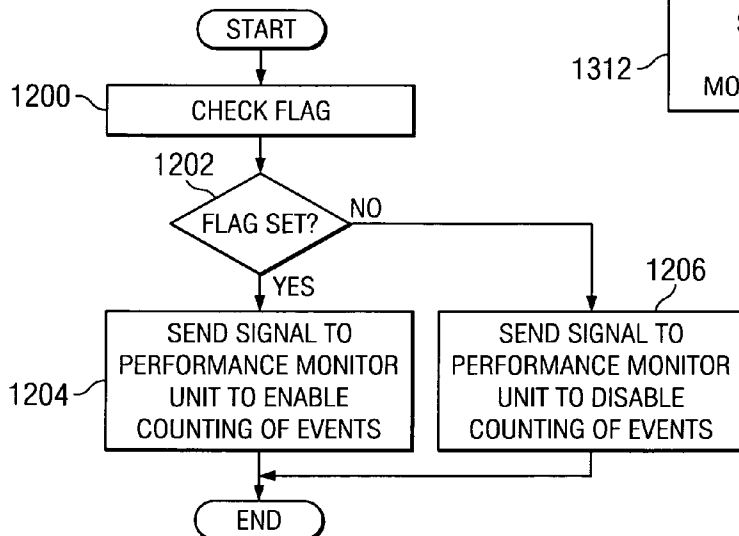 START
1200
CHECK FLAG
1202
FLAG SET?
NO
YES
1204
SEND SIGNAL TO
PERFORMANCE MONITOR
UNIT TO ENABLE
COUNTING OF EVENTS
1206
SEND SIGNAL TO
PERFORMANCE MONITOR
UNIT TO DISABLE
COUNTING OF EVENTS
END
1312